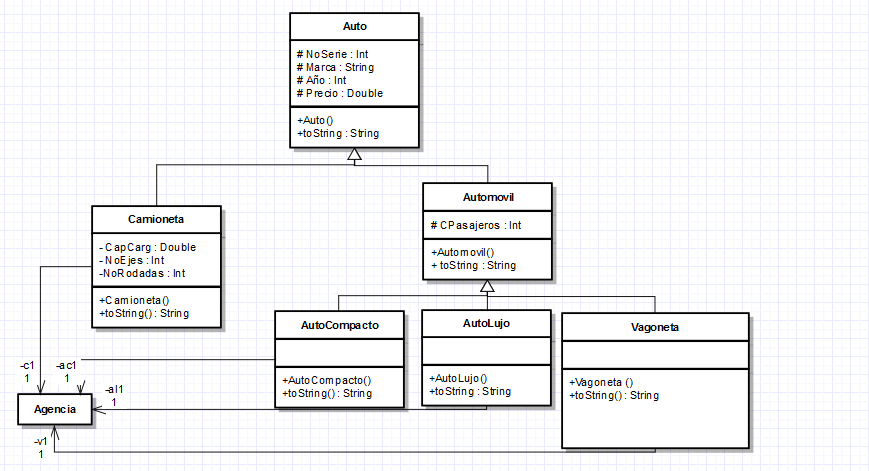 Auto
# NoSerie : Int
# Marca : String
# Año : Int
# Precio : Double
+Auto()
+toString : String
Camioneta
- CapCarg : Double
- NoEjes : Int
-NoRodadas : Int
+Camioneta()
+toString() : String
Automovil
# CPasajeros : Int
+Automovil()
+ toString : String
AutoCompacto
+AutoCompacto()
+toString() : String
AutoLujo
+AutoLujo()
+toString : String
Vagoneta
+Vagoneta ()
+toString() : String
-c1
1
-ac1
1
-al1
1
Agencia
-v1
1